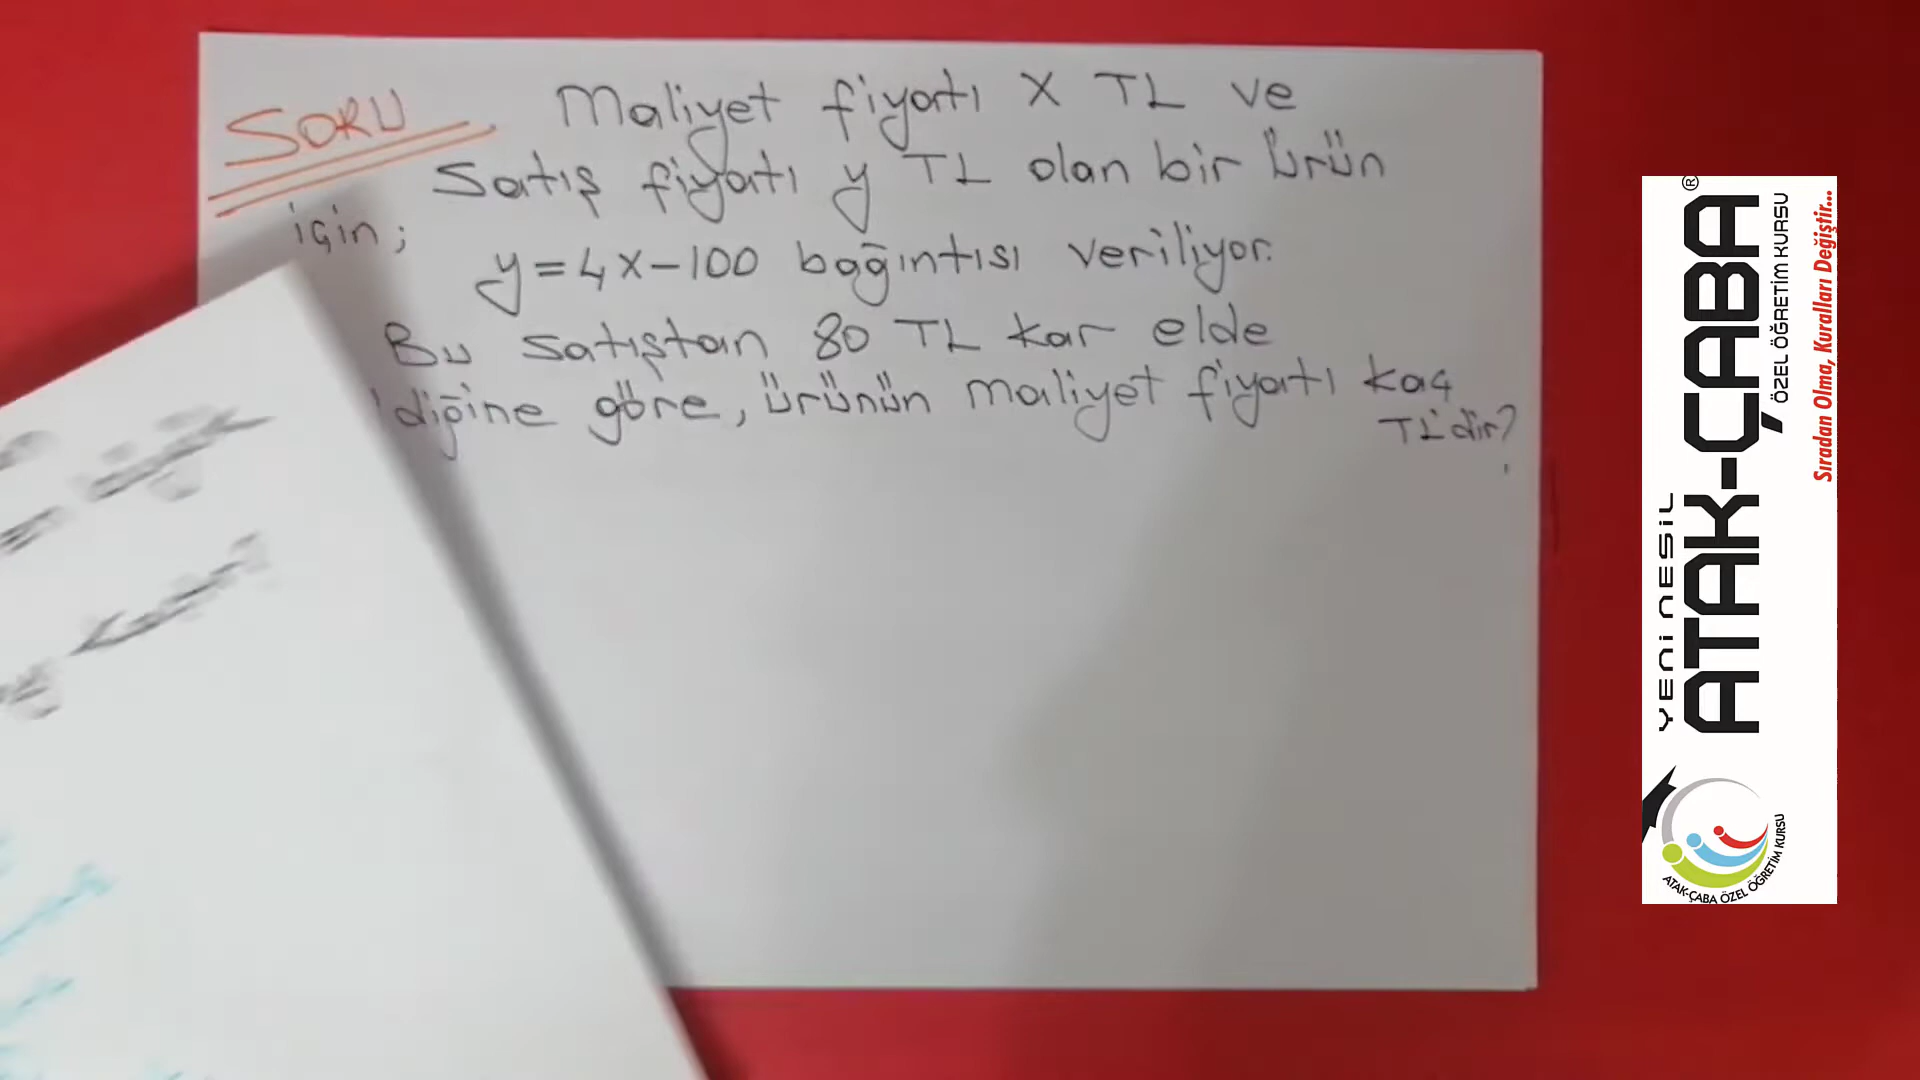 SORU
Maliyet fiyatı x TL ve
Satış fiyatı y TL olan bir ürün
için;
y=4x-100 bağıntısı veriliyor.
Bu satıştan 80 TL kar elde
diğine göre, ürünün maliyet fiyatı kaç
TL'dir?
YENİ NESİL
ATAK-ÇABA®
ÖZEL ÖĞRETİM KURSU
Sıradan Olma, Kuralları Değiştir...
ATAK-ÇABA ÖZEL ÖĞRETİM KURSU